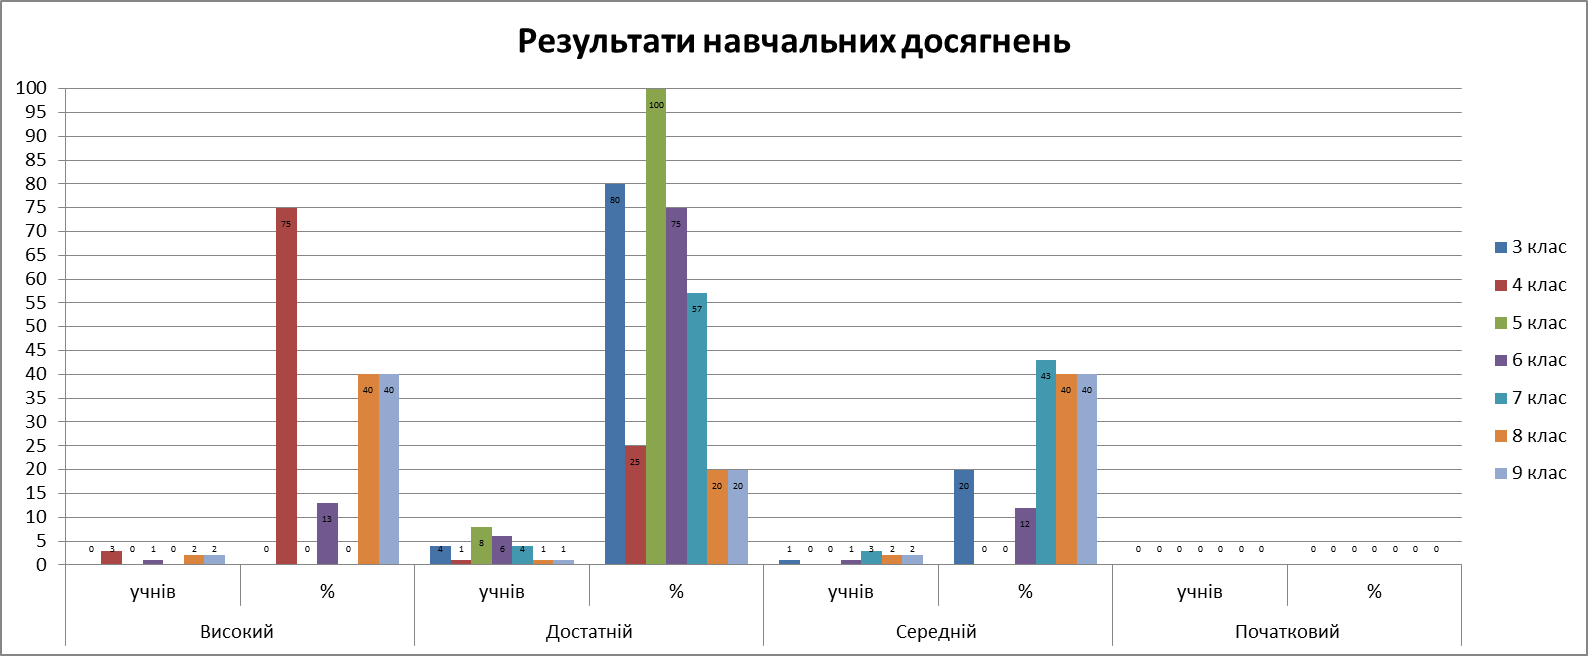 Результати навчальних досягнень
100
95
90
85
80
75
70
65
60
55
50
45
40
35
30
25
20
15
10
5
0
0 3 0 1 0 2 2
0 75 0 13 0 40 40
4 1 8 6 4 1 1
80 25 100 75 57 20 20
1 0 0 1 3 2 2
20 0 0 12 43 40 40
0 0 0 0 0 0 0
0 0 0 0 0 0 0
учнів % учнів % учнів % учнів %
Високий Достатній Середній Початковий
3 клас
4 клас
5 клас
6 клас
7 клас
8 клас
9 клас